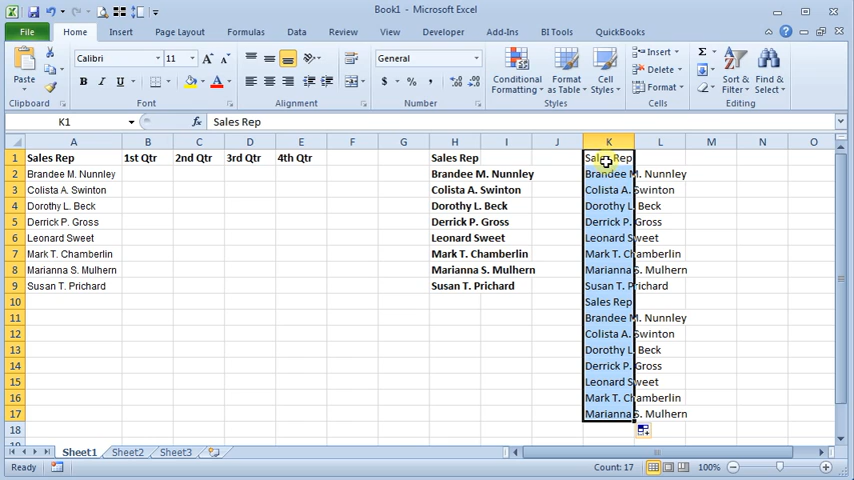 Book1 - Microsoft Excel
File Home Insert Page Layout Formulas Data Review View Developer Add-Ins BI Tools QuickBooks
Paste
Clipboard
Calibri 11
B I U
Font
Alignment
General
$ % ,
Number
Conditional Formatting
Format as Table
Cell Styles
Styles
Insert
Delete
Format
Cells
Sort & Filter
Find & Select
Editing
K1 fx Sales Rep
A B C D E F G H I J K L M N O
1 Sales Rep 1st Qtr 2nd Qtr 3rd Qtr 4th Qtr Sales Rep Sales Rep
2 Brandee M. Nunnley Brandee M. Nunnley Brandee M. Nunnley
3 Colista A. Swinton Colista A. Swinton Colista A. Swinton
4 Dorothy L. Beck Dorothy L. Beck Dorothy L. Beck
5 Derrick P. Gross Derrick P. Gross Derrick P. Gross
6 Leonard Sweet Leonard Sweet Leonard Sweet
7 Mark T. Chamberlin Mark T. Chamberlin Mark T. Chamberlin
8 Marianna S. Mulhern Marianna S. Mulhern Marianna S. Mulhern
9 Susan T. Prichard Susan T. Prichard Susan T. Prichard
10 Sales Rep
11 Brandee M. Nunnley
12 Colista A. Swinton
13 Dorothy L. Beck
14 Derrick P. Gross
15 Leonard Sweet
16 Mark T. Chamberlin
17 Marianna S. Mulhern
18
Sheet1 Sheet2 Sheet3
Ready Count: 17 100%